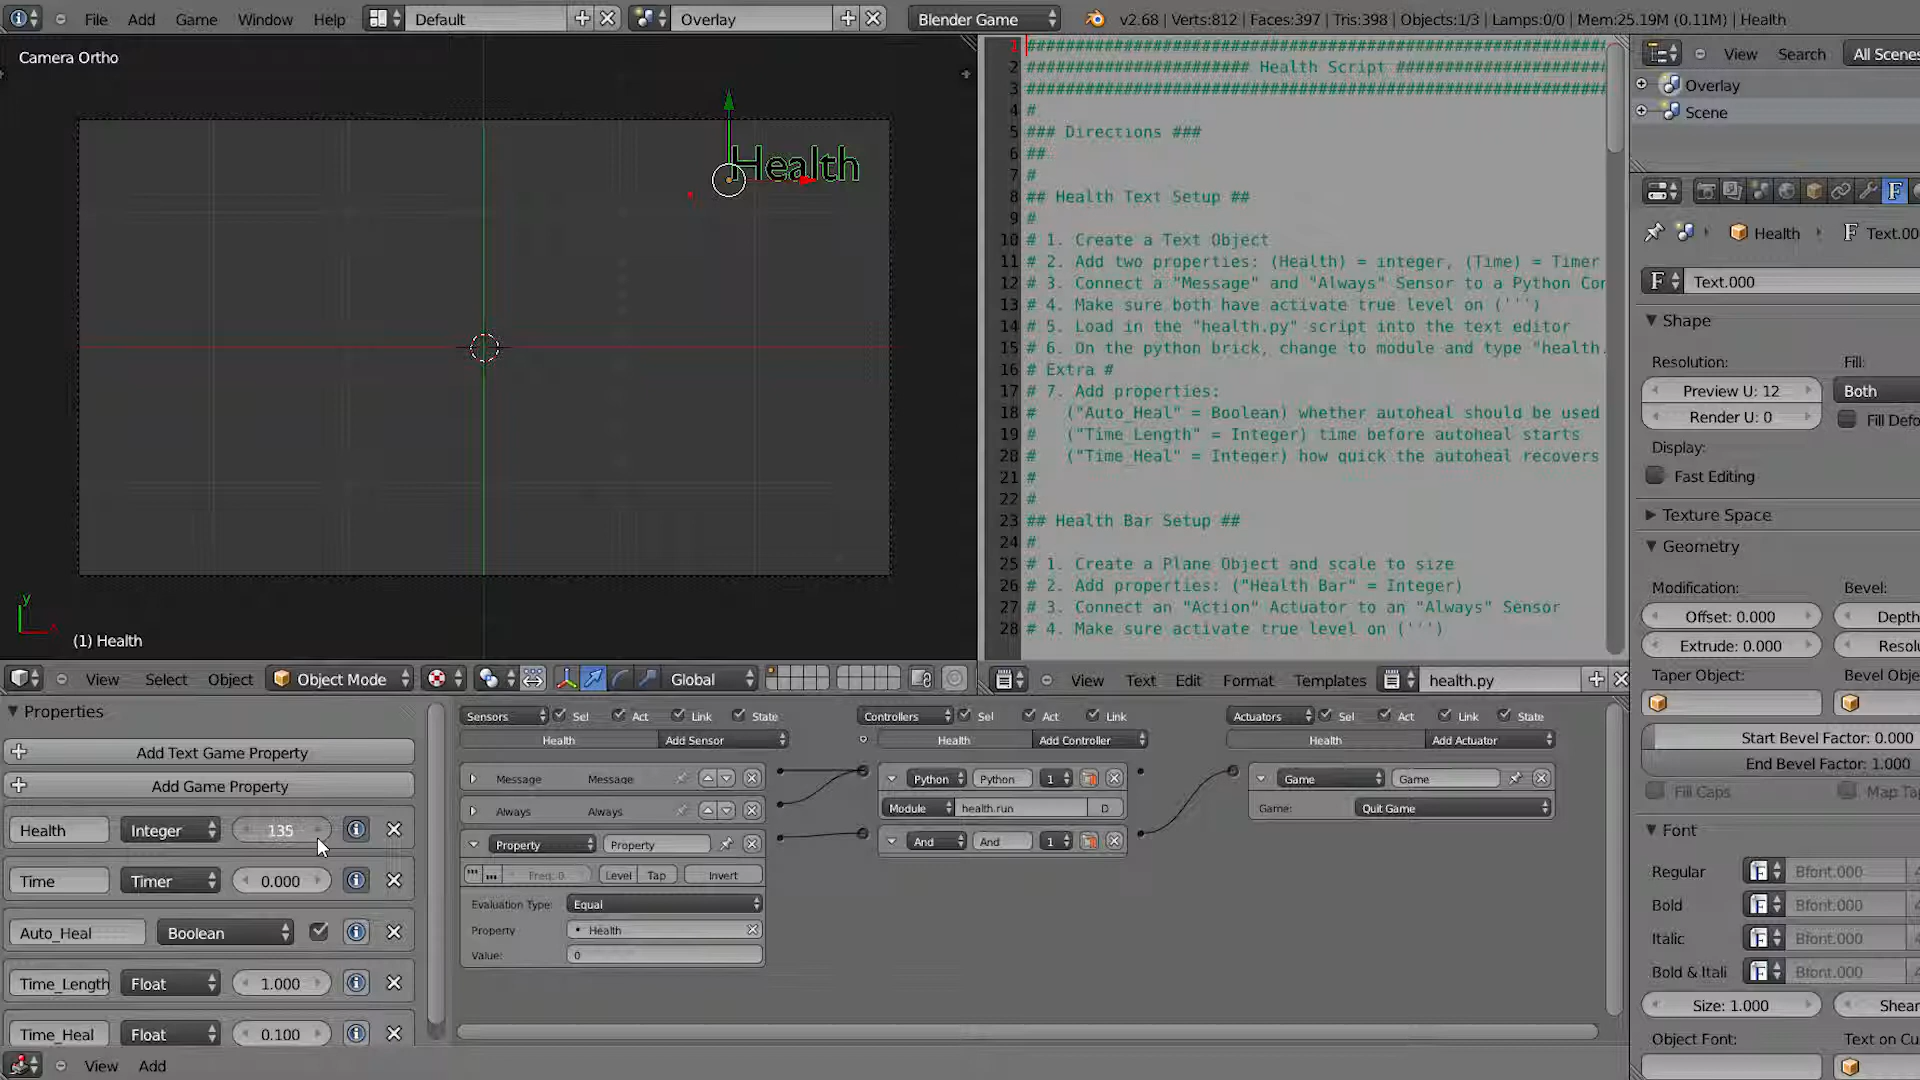 File Add Game Window Help Default Overlay Blender Game v2.68 | Verts:812 | Faces:397 | Tris:398 | Objects:1/3 | Lamps:0/0 | Mem:25.19M (0.11M) | Health
Camera Ortho
Health
y
(1) Health
View Select Object Object Mode Global
1 ############################################################
2 ####################### Health Script ######################
3 ############################################################
4 #
5 ### Directions ###
6 ##
7 #
8 ## Health Text Setup ##
9 #
10 # 1. Create a Text Object
11 # 2. Add two properties: (Health) = integer, (Time) = Timer
12 # 3. Connect a "Message" and "Always" Sensor to a Python Con
13 # 4. Make sure both have activate true level on (''')
14 # 5. Load in the "health.py" script into the text editor
15 # 6. On the python brick, change to module and type "health.
16 # Extra #
17 # 7. Add properties:
18 #   ("Auto_Heal" = Boolean) whether autoheal should be used
19 #   ("Time_Length" = Integer) time before autoheal starts
20 #   ("Time_Heal" = Integer) how quick the autoheal recovers
21 #
22 #
23 ## Health Bar Setup ##
24 #
25 # 1. Create a Plane Object and scale to size
26 # 2. Add properties: ("Health Bar" = Integer)
27 # 3. Connect an "Action" Actuator to an "Always" Sensor
28 # 4. Make sure activate true level on (''')
View Text Edit Format Templates health.py
View Search All Scenes
Overlay
Scene
Health Text.00
F Text.000
Shape
Resolution: Fill:
Preview U: 12 Both
Render U: 0 Fill Defo
Display:
Fast Editing
Texture Space
Geometry
Modification: Bevel:
Offset: 0.000 Depth
Extrude: 0.000 Resolu
Taper Object: Bevel Obje
Start Bevel Factor: 0.000
End Bevel Factor: 1.000
Fill Caps Map Tap
Font
Regular F Bfont.000
Bold F Bfont.000
Italic F Bfont.000
Bold & Itali F Bfont.000
Size: 1.000 Shear
Object Font: Text on Cu
Properties
Add Text Game Property
Add Game Property
Health Integer 135
Time Timer 0.000
Auto_Heal Boolean
Time_Length Float 1.000
Time_Heal Float 0.100
View Add
Sensors Sel Act Link State
Health Add Sensor
Message Message
Always Always
Property Property
Freq: 0 Level Tap Invert
Evaluation Type: Equal
Property Health
Value: 0
Controllers Sel Act Link
Health Add Controller
Python Python 1
Module health.run D
And And 1
Actuators Sel Act Link State
Health Add Actuator
Game Game
Game: Quit Game